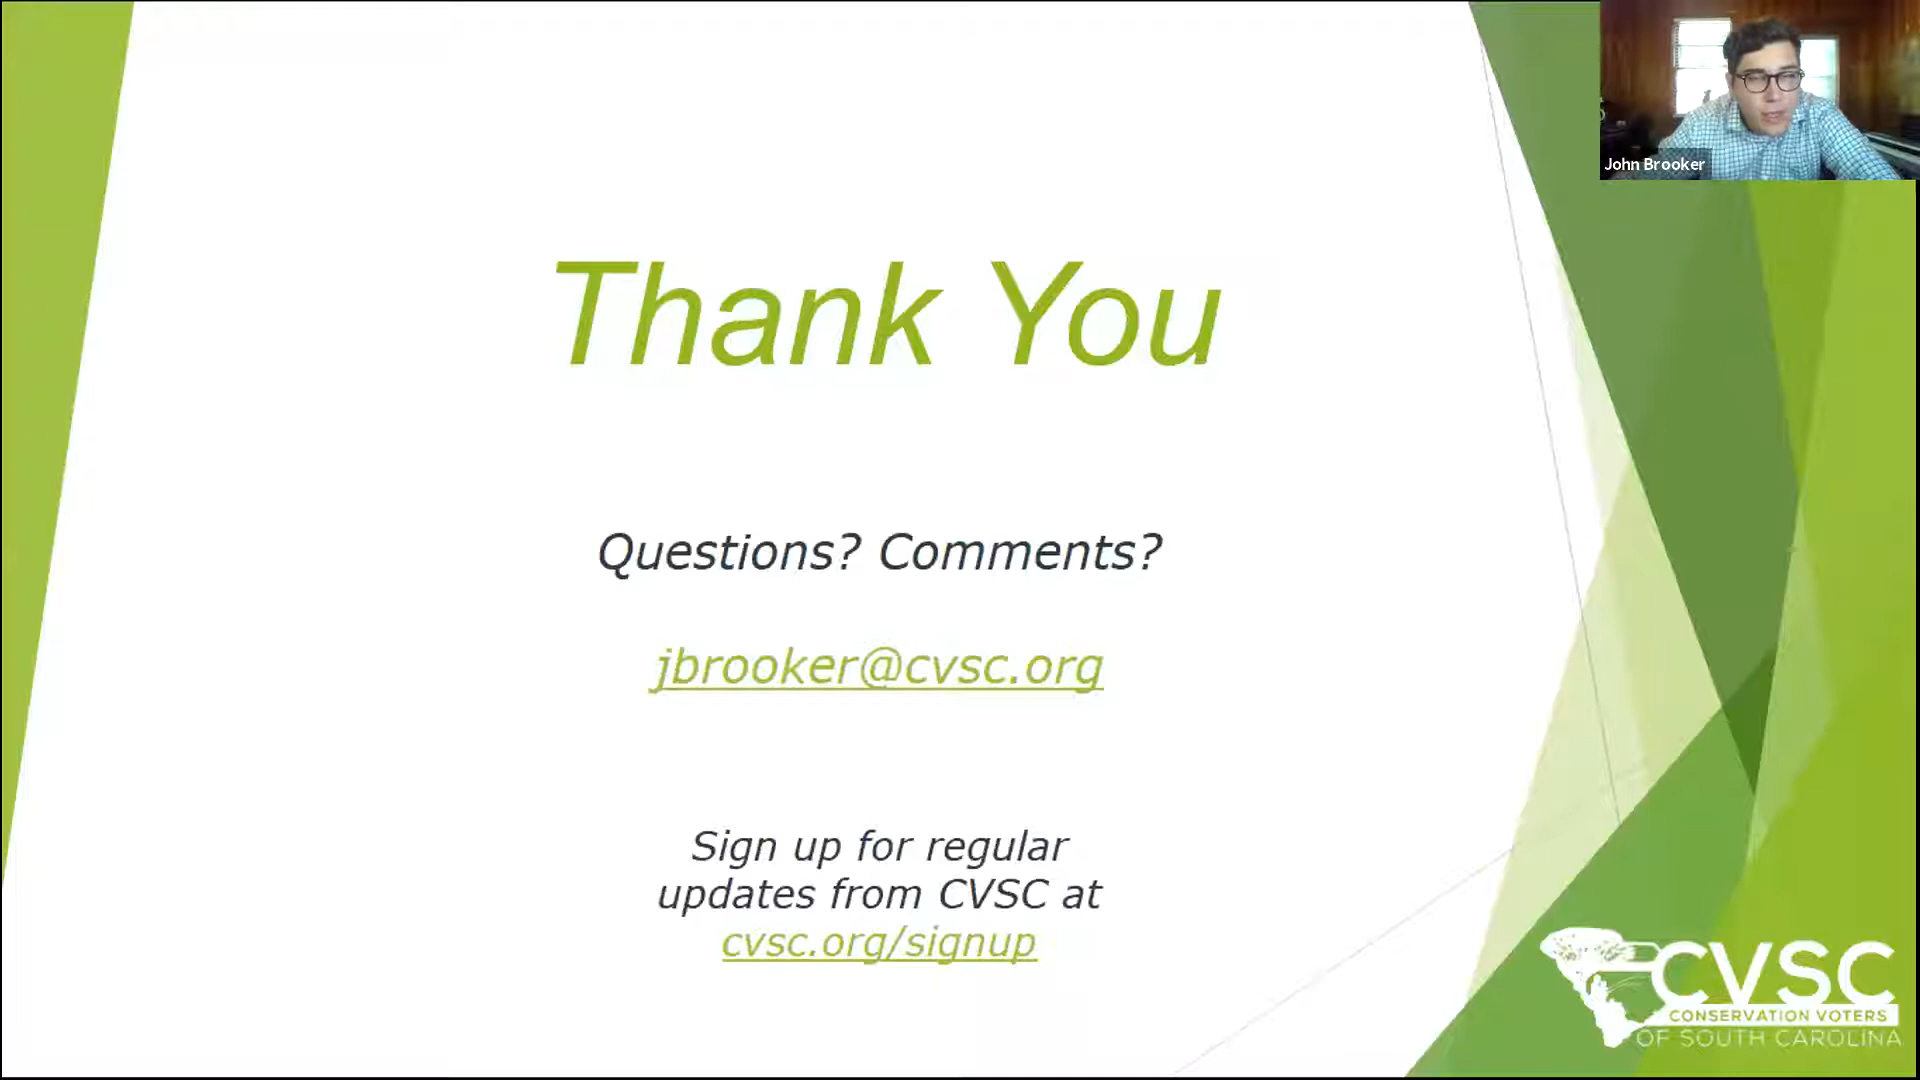 John Brooker
Thank You
Questions? Comments?
jbrooker@cvsc.org
Sign up for regular
updates from CVSC at
cvsc.org/signup
CVSC
CONSERVATION VOTERS
OF SOUTH CAROLINA